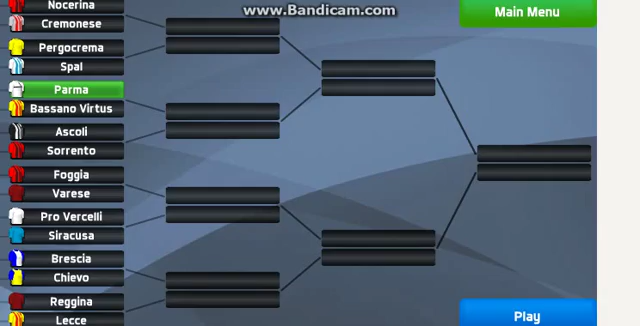 Nocerina
www.Bandicam.com
Main Menu
Cremonese
Pergocrema
Spal
Parma
Bassano Virtus
Ascoli
Sorrento
Foggia
Varese
Pro Vercelli
Siracusa
Brescia
Chievo
Reggina
Lecce
Play